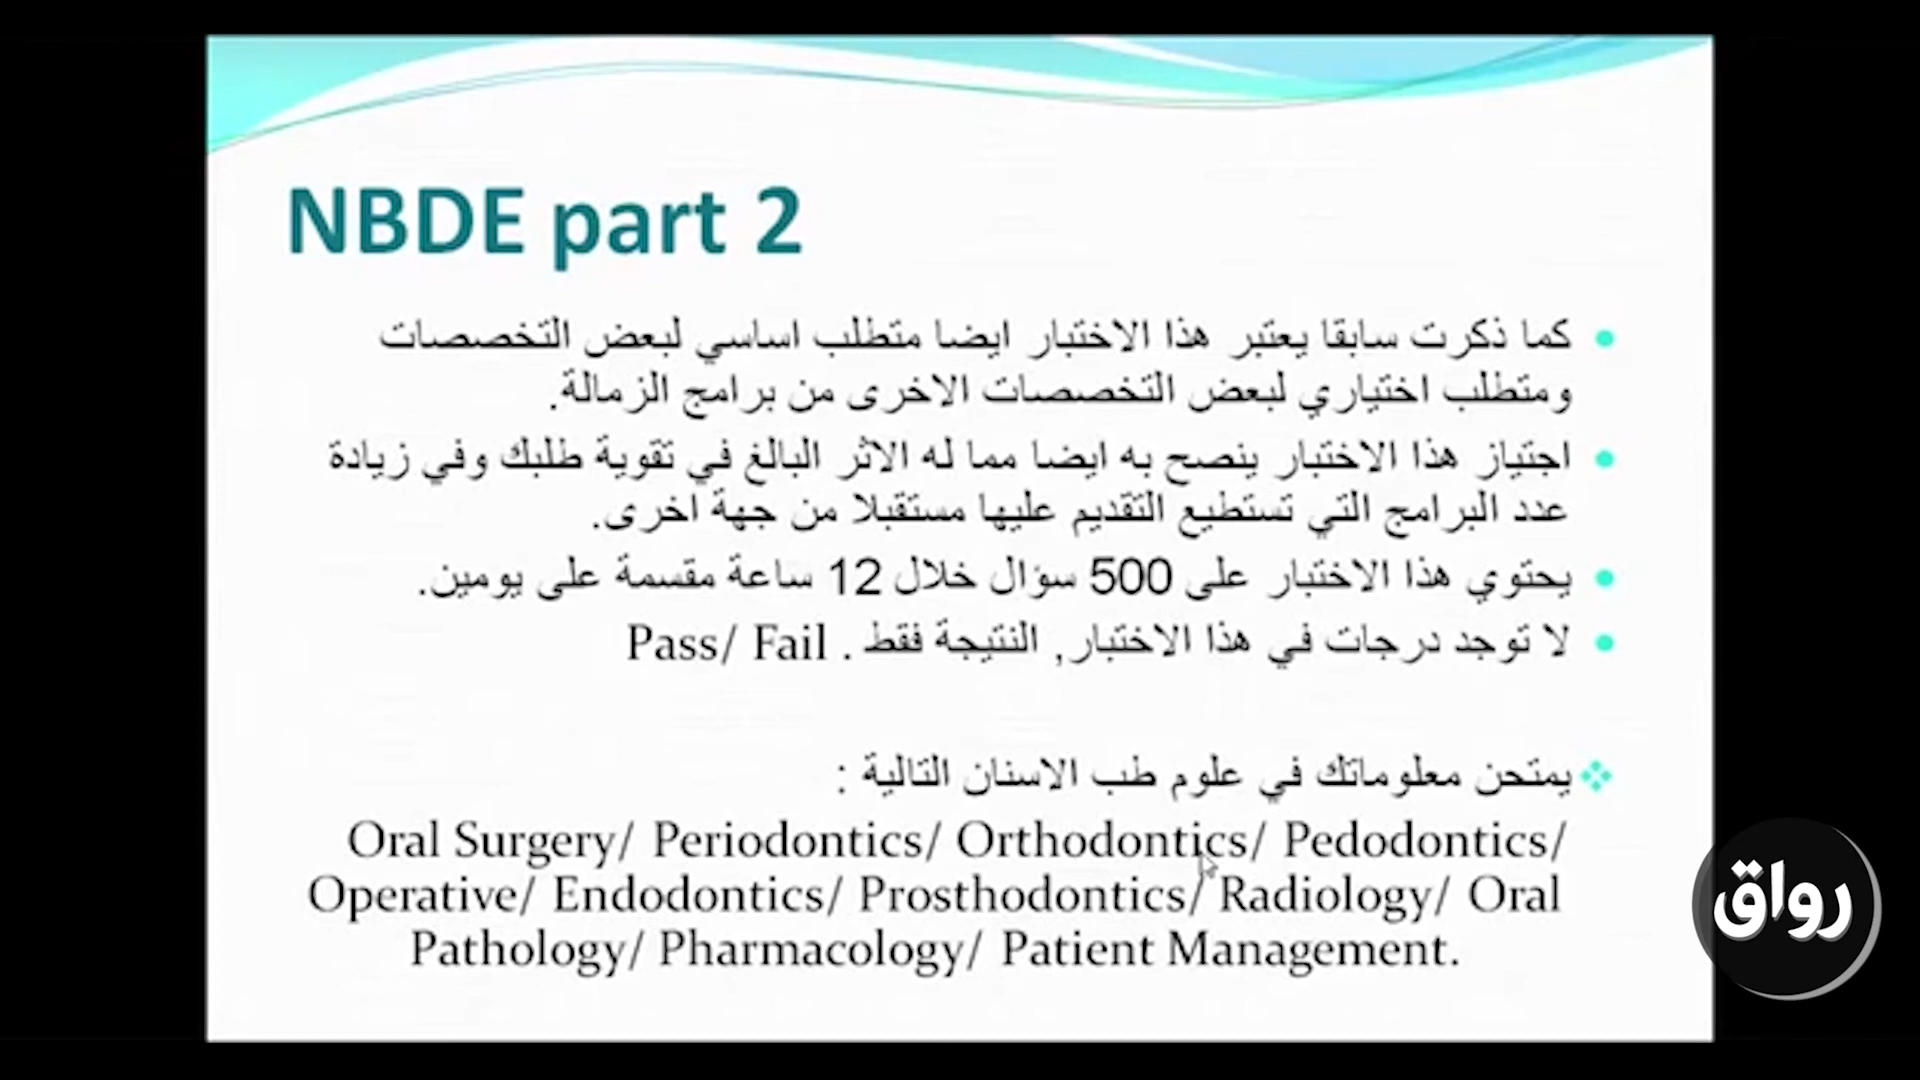 NBDE part 2
كما ذكرت سابقا يعتبر هذا الاختبار ايضا متطلب اساسي لبعض التخصصات
ومتطلب اختياري لبعض التخصصات الاخرى من برامج الزمالة.
اجتياز هذا الاختبار ينصح به ايضا مما له الاثر البالغ في تقوية طلبك وفي زيادة
عدد البرامج التي تستطيع التقديم عليها مستقبلا من جهة اخرى.
يحتوي هذا الاختبار على 500 سؤال خلال 12 ساعة مقسمة على يومين.
لا توجد درجات في هذا الاختبار, النتيجة فقط . Pass/ Fail
يمتحن معلوماتك في علوم طب الاسنان التالية :
Oral Surgery/ Periodontics/ Orthodontics/ Pedodontics/
Operative/ Endodontics/ Prosthodontics/ Radiology/ Oral
Pathology/ Pharmacology/ Patient Management.
رواق